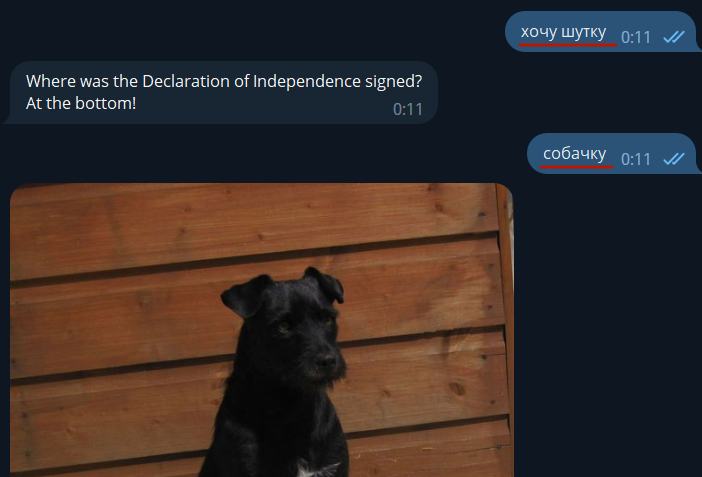 хочу шутку 0:11
Where was the Declaration of Independence signed?
At the bottom! 0:11
собачку 0:11